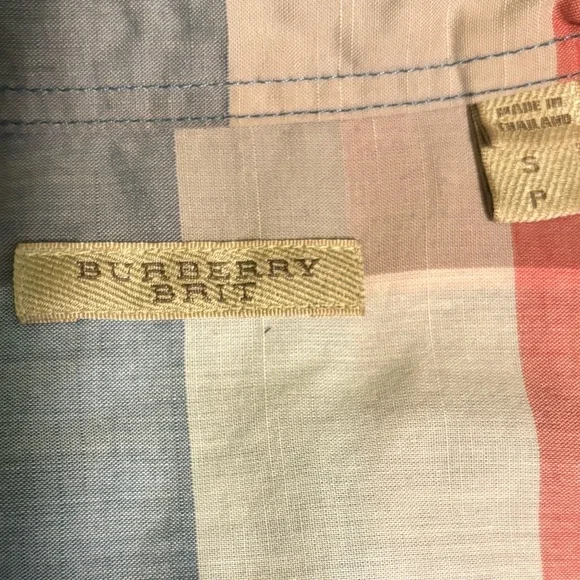 BURBERRY
BRIT
MADE IN
THAILAND
S
P